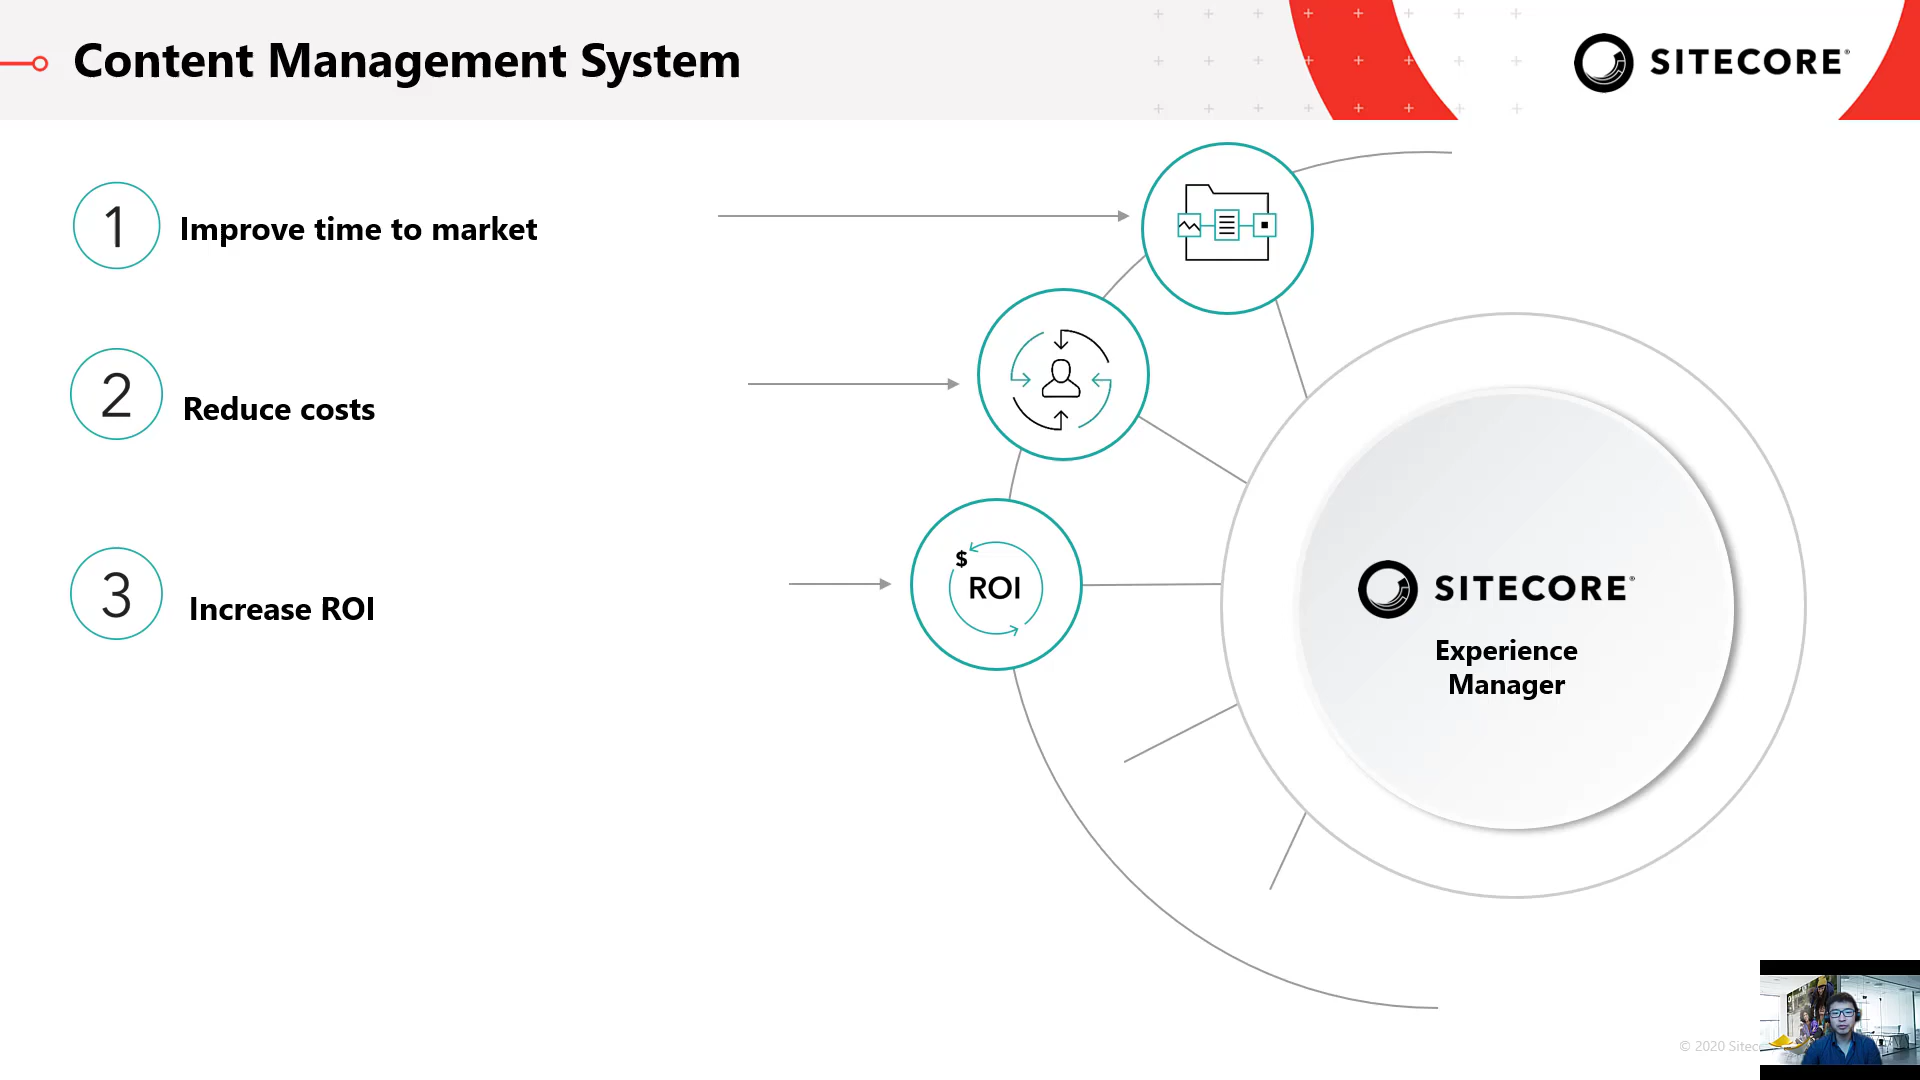 Content Management System
SITECORE®
1
Improve time to market
2
Reduce costs
3
Increase ROI
$
ROI
SITECORE®
Experience
Manager
© 2020